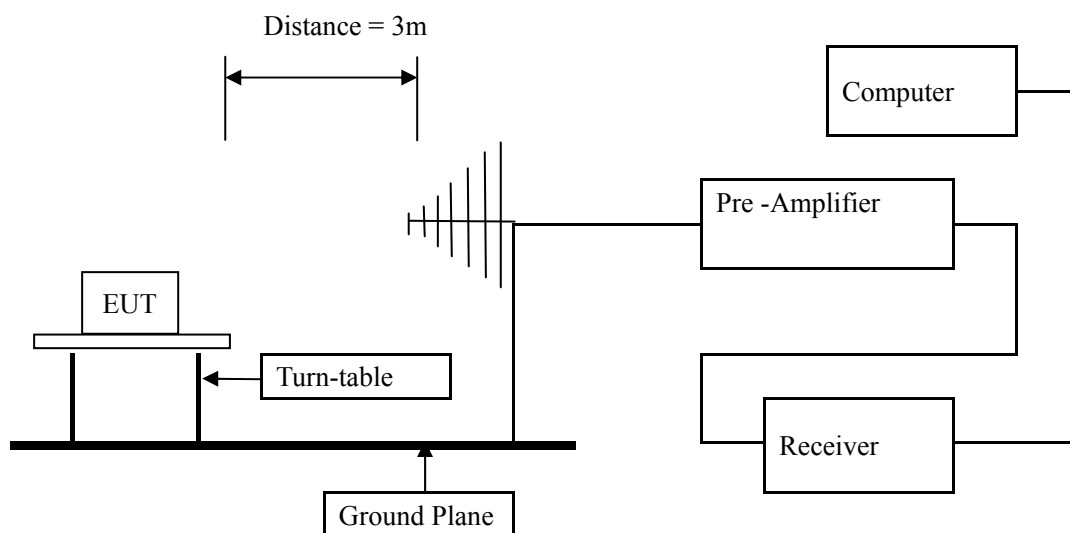 Distance = 3m
Computer
Pre -Amplifier
EUT
Turn-table
Receiver
Ground Plane